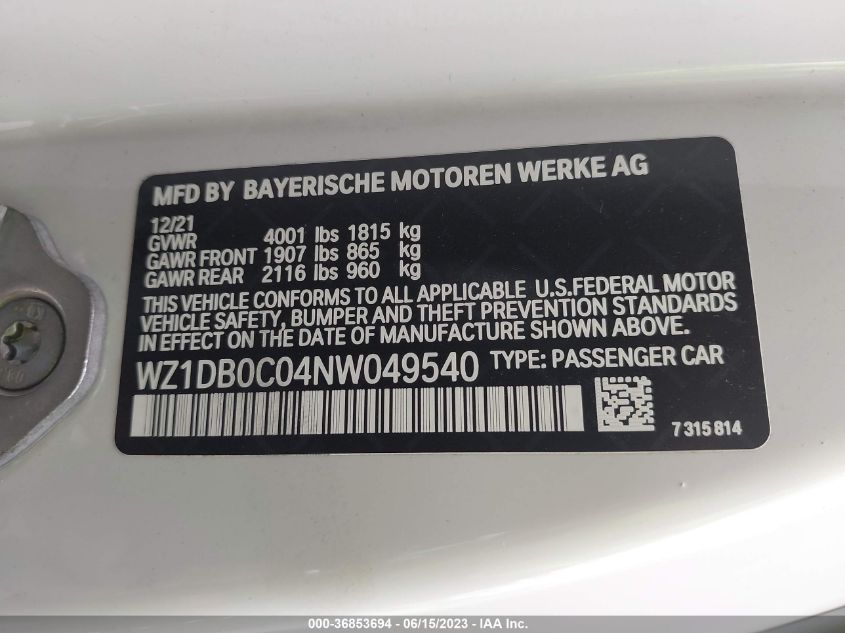 MFD BY BAYERISCHE MOTOREN WERKE AG
12/21
GVWR 4001 lbs 1815 kg
GAWR FRONT 1907 lbs 865 kg
GAWR REAR 2116 lbs 960 kg
THIS VEHICLE CONFORMS TO ALL APPLICABLE U.S.FEDERAL MOTOR
VEHICLE SAFETY, BUMPER AND THEFT PREVENTION STANDARDS
IN EFFECT ON THE DATE OF MANUFACTURE SHOWN ABOVE.
WZ1DB0C04NW049540 TYPE: PASSENGER CAR
7 315 814
000-36853694 - 06/15/2023 - IAA Inc.